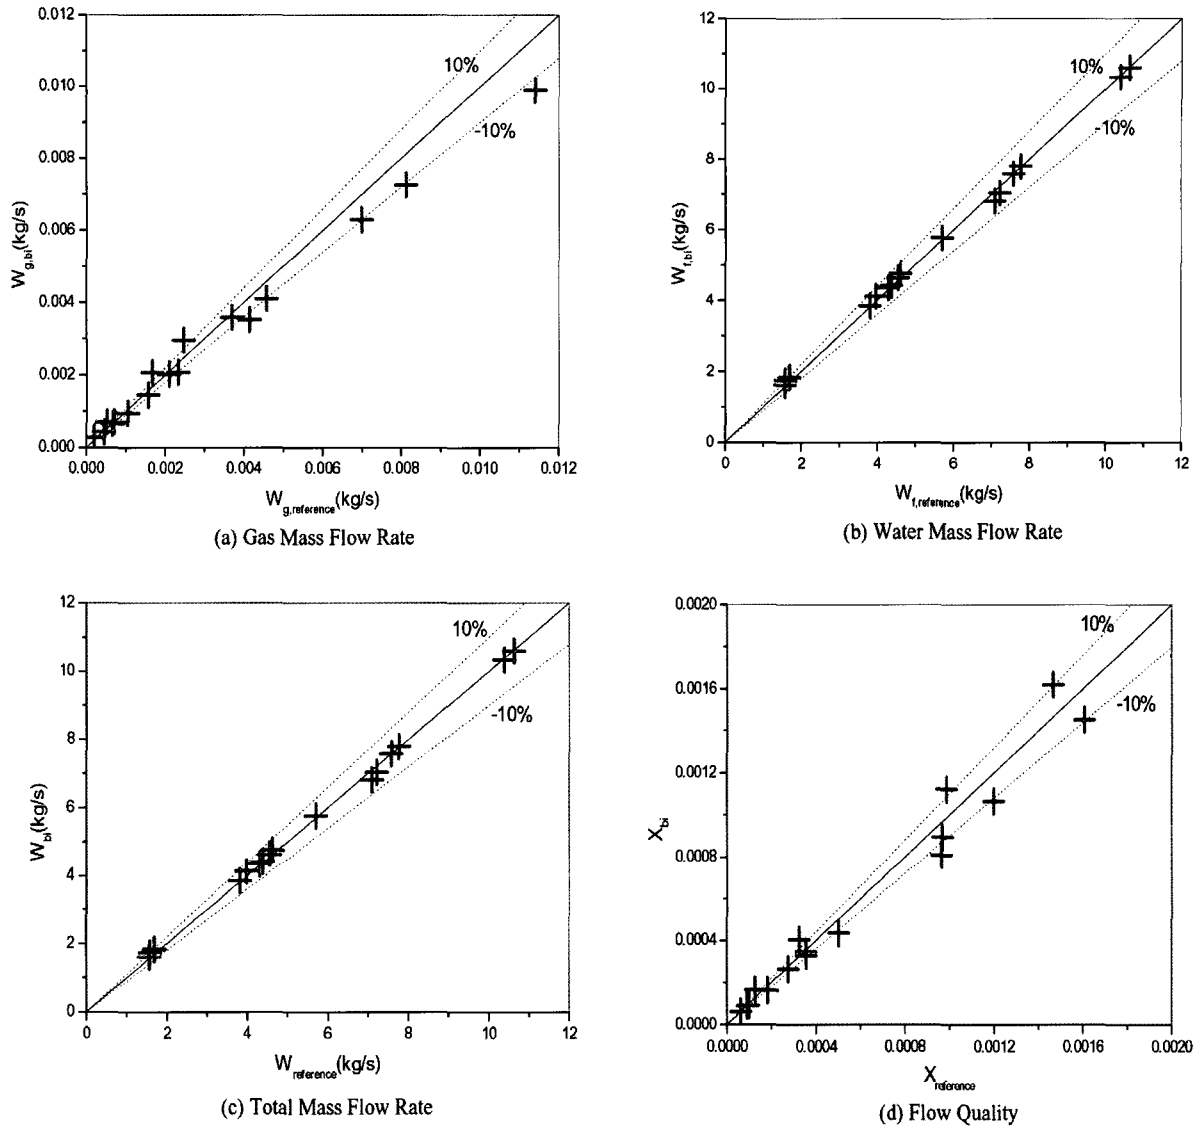 0.012
0.010
0.008
0.006
0.004
0.002
0.000
W_g,bi(kg/s)
10%
-10%
0.000 0.002 0.004 0.006 0.008 0.010 0.012
W_g,reference(kg/s)
(a) Gas Mass Flow Rate
12
10
8
6
4
2
0
W_f,bi(kg/s)
10%
-10%
0 2 4 6 8 10 12
W_f,reference(kg/s)
(b) Water Mass Flow Rate
12
10
8
6
4
2
0
W_bi(kg/s)
10%
-10%
0 2 4 6 8 10 12
W_reference(kg/s)
(c) Total Mass Flow Rate
0.0020
0.0016
0.0012
0.0008
0.0004
0.0000
X_bi
10%
-10%
0.0000 0.0004 0.0008 0.0012 0.0016 0.0020
X_reference
(d) Flow Quality